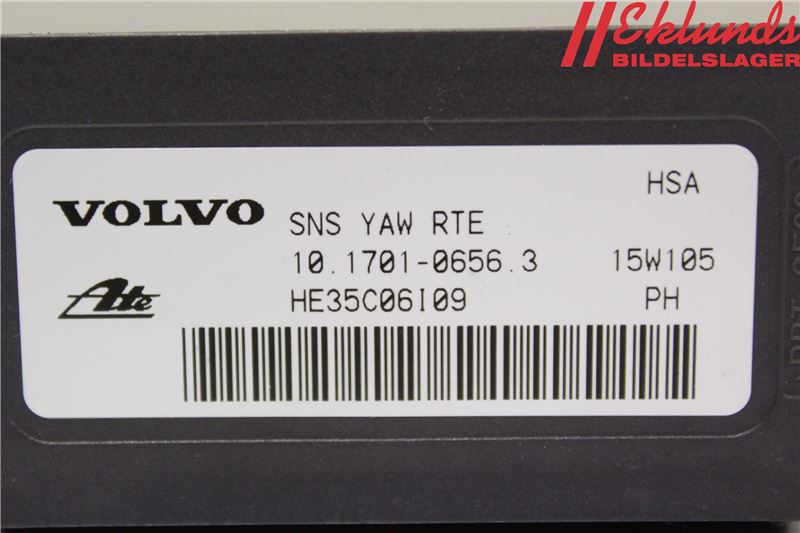 Eklunds
BILDELSLAGER
HSA
VOLVO
SNS YAW RTE
10.1701-0656.3 15W105
Ate
HE35C06I09 PH